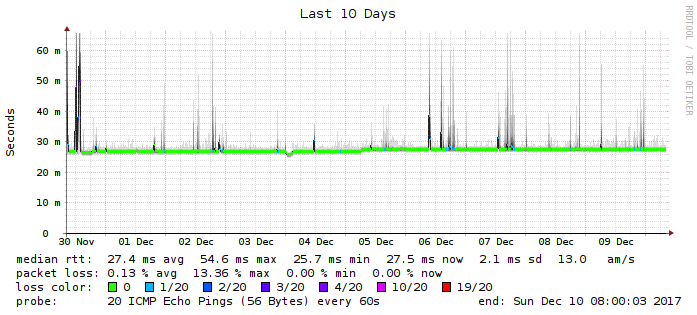 Last 10 Days
RRDTOOL / TOBI OETIKER
Seconds
60 m
50 m
40 m
30 m
20 m
10 m
0
30 Nov 01 Dec 02 Dec 03 Dec 04 Dec 05 Dec 06 Dec 07 Dec 08 Dec 09 Dec
median rtt: 27.4 ms avg 54.6 ms max 25.7 ms min 27.5 ms now 2.1 ms sd 13.0 am/s
packet loss: 0.13 % avg 13.36 % max 0.00 % min 0.00 % now
loss color: 0 1/20 2/20 3/20 4/20 10/20 19/20
probe: 20 ICMP Echo Pings (56 Bytes) every 60s end: Sun Dec 10 08:00:03 2017